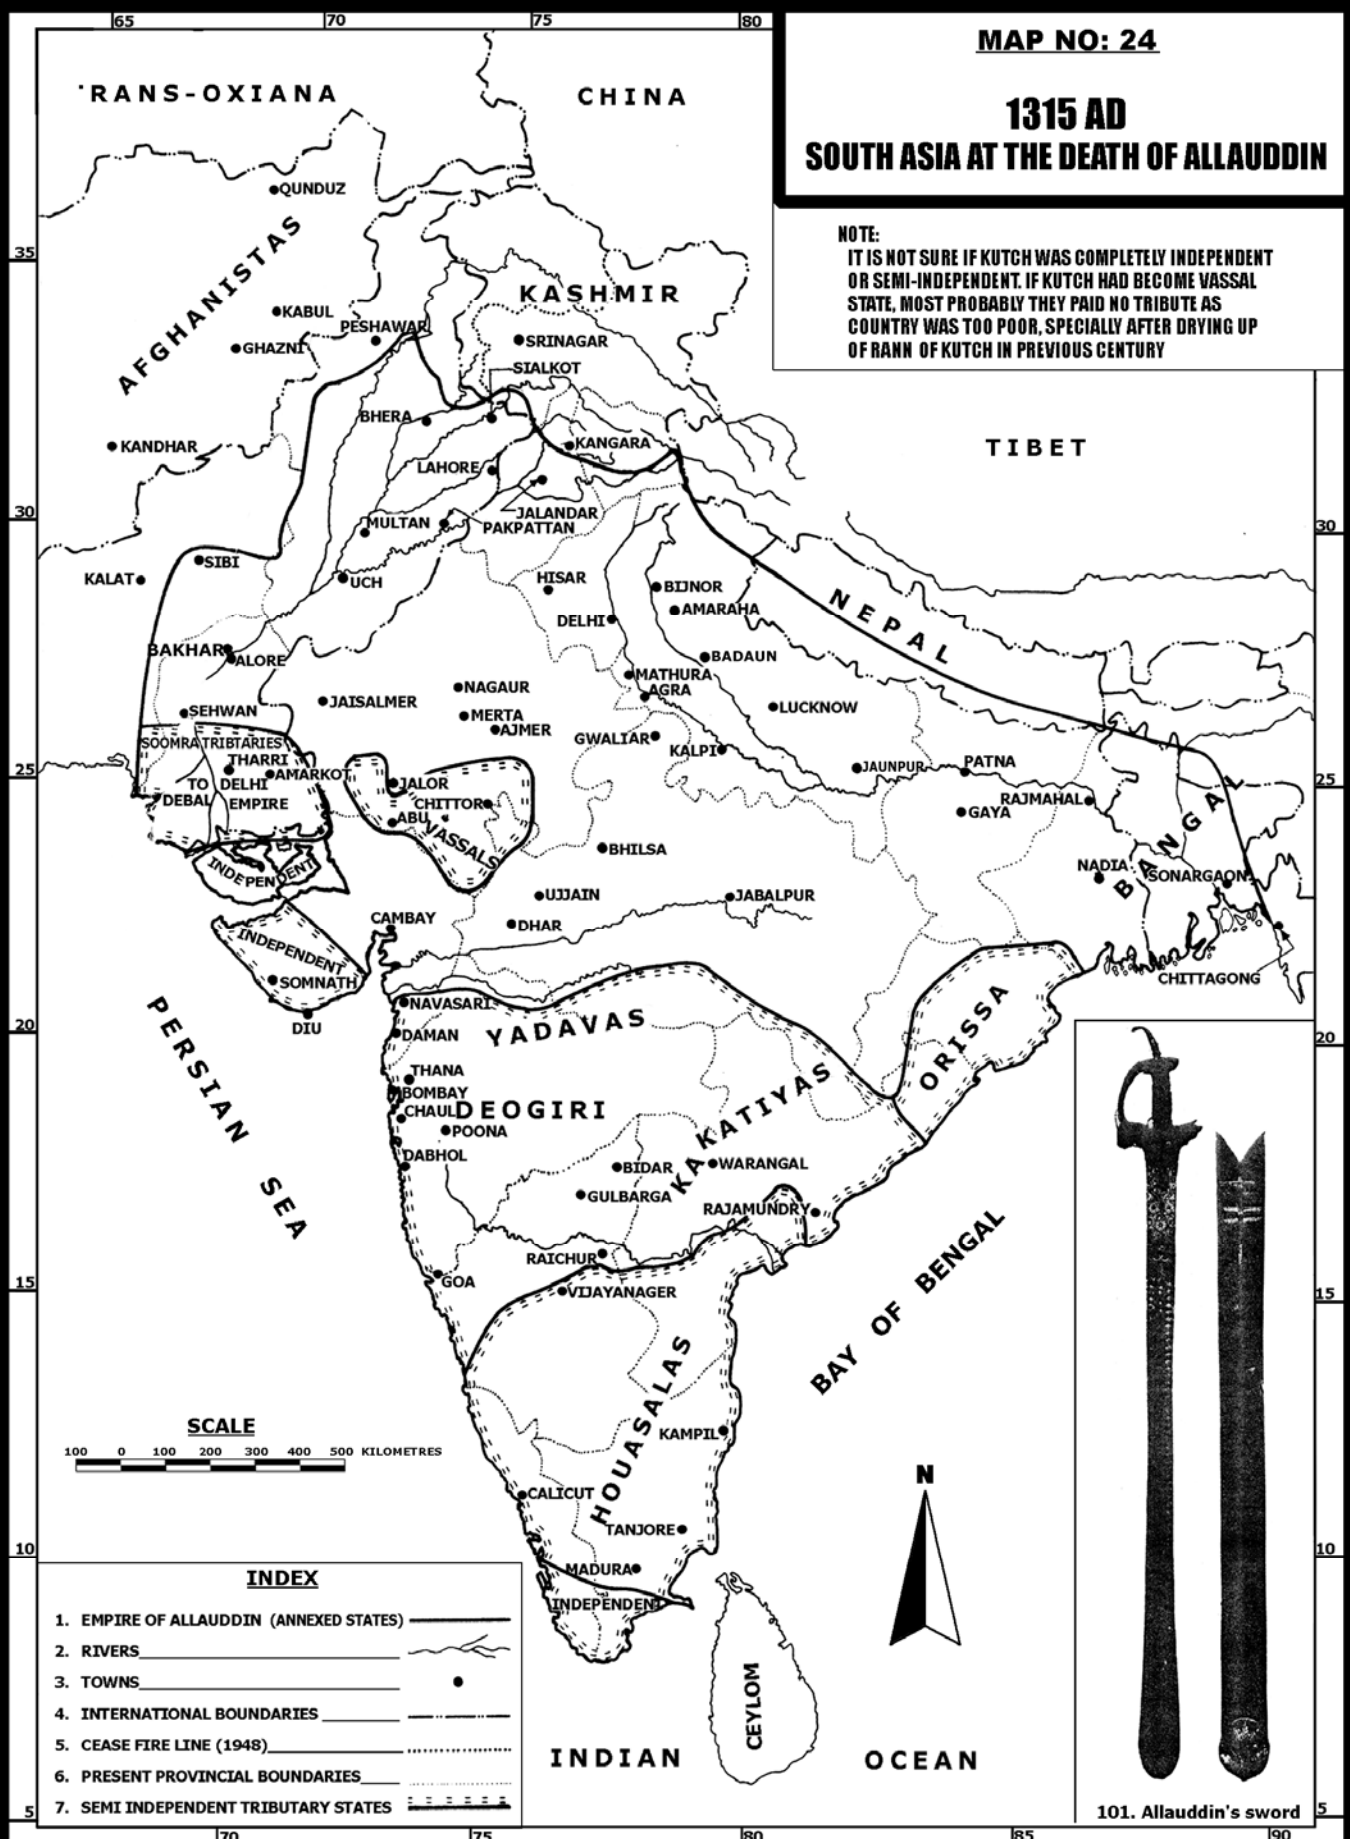 65
70
75
80
MAP NO: 24
1315 AD
SOUTH ASIA AT THE DEATH OF ALLAUDDIN
NOTE:
IT IS NOT SURE IF KUTCH WAS COMPLETELY INDEPENDENT
OR SEMI-INDEPENDENT. IF KUTCH HAD BECOME VASSAL
STATE, MOST PROBABLY THEY PAID NO TRIBUTE AS
COUNTRY WAS TOO POOR, SPECIALLY AFTER DRYING UP
OF RANN OF KUTCH IN PREVIOUS CENTURY
RANS-OXIANA
CHINA
QUNDUZ
AFGHANISTAS
35
KASHMIR
KABUL
PESHAWAR
GHAZNI
SRINAGAR
SIALKOT
BHERA
KANDHAR
KANGARA
TIBET
LAHORE
30
JALANDAR
MULTAN
PAKPATTAN
30
SIBI
KALAT
UCH
HISAR
BIJNOR
NEPAL
AMARAHA
DELHI
BAKHAR
ALORE
BADAUN
MATHURA
NAGAUR
AGRA
JAISALMER
SEHWAN
MERTA
LUCKNOW
AJMER
SOOMRA TRIBTARIES
GWALIAR
KALPI
THARRI
AMARKOT
JAUNPUR
PATNA
25
TO
DELHI
JALOR
25
DEBAL
EMPIRE
CHITTOR
RAJMAHAL
ABU
GAYA
VASSALS
BHILSA
BENGAL
INDEPENDENT
NADIA
SONARGAON
UJJAIN
JABALPUR
CAMBAY
DHAR
INDEPENDENT
SOMNATH
CHITTAGONG
NAVASARI
DIU
20
YADAVAS
DAMAN
ORISSA
20
PERSIAN SEA
THANA
BOMBAY
CHAUL
DEOGIRI
KAKATIYAS
POONA
DABHOL
BIDAR
WARANGAL
GULBARGA
RAJAMUNDRY
RAICHUR
BAY OF BENGAL
GOA
15
VIJAYANAGER
15
HOUASALAS
SCALE
100 0 100 200 300 400 500 KILOMETRES
KAMPIL
N
CALICUT
TANJORE
10
MADURA
10
INDEPENDENT
INDEX
1. EMPIRE OF ALLAUDDIN (ANNEXED STATES)
2. RIVERS
3. TOWNS
4. INTERNATIONAL BOUNDARIES
5. CEASE FIRE LINE (1948)
6. PRESENT PROVINCIAL BOUNDARIES
7. SEMI INDEPENDENT TRIBUTARY STATES
CEYLOM
INDIAN OCEAN
101. Allauddin's sword
5
5
70
75
80
85
90